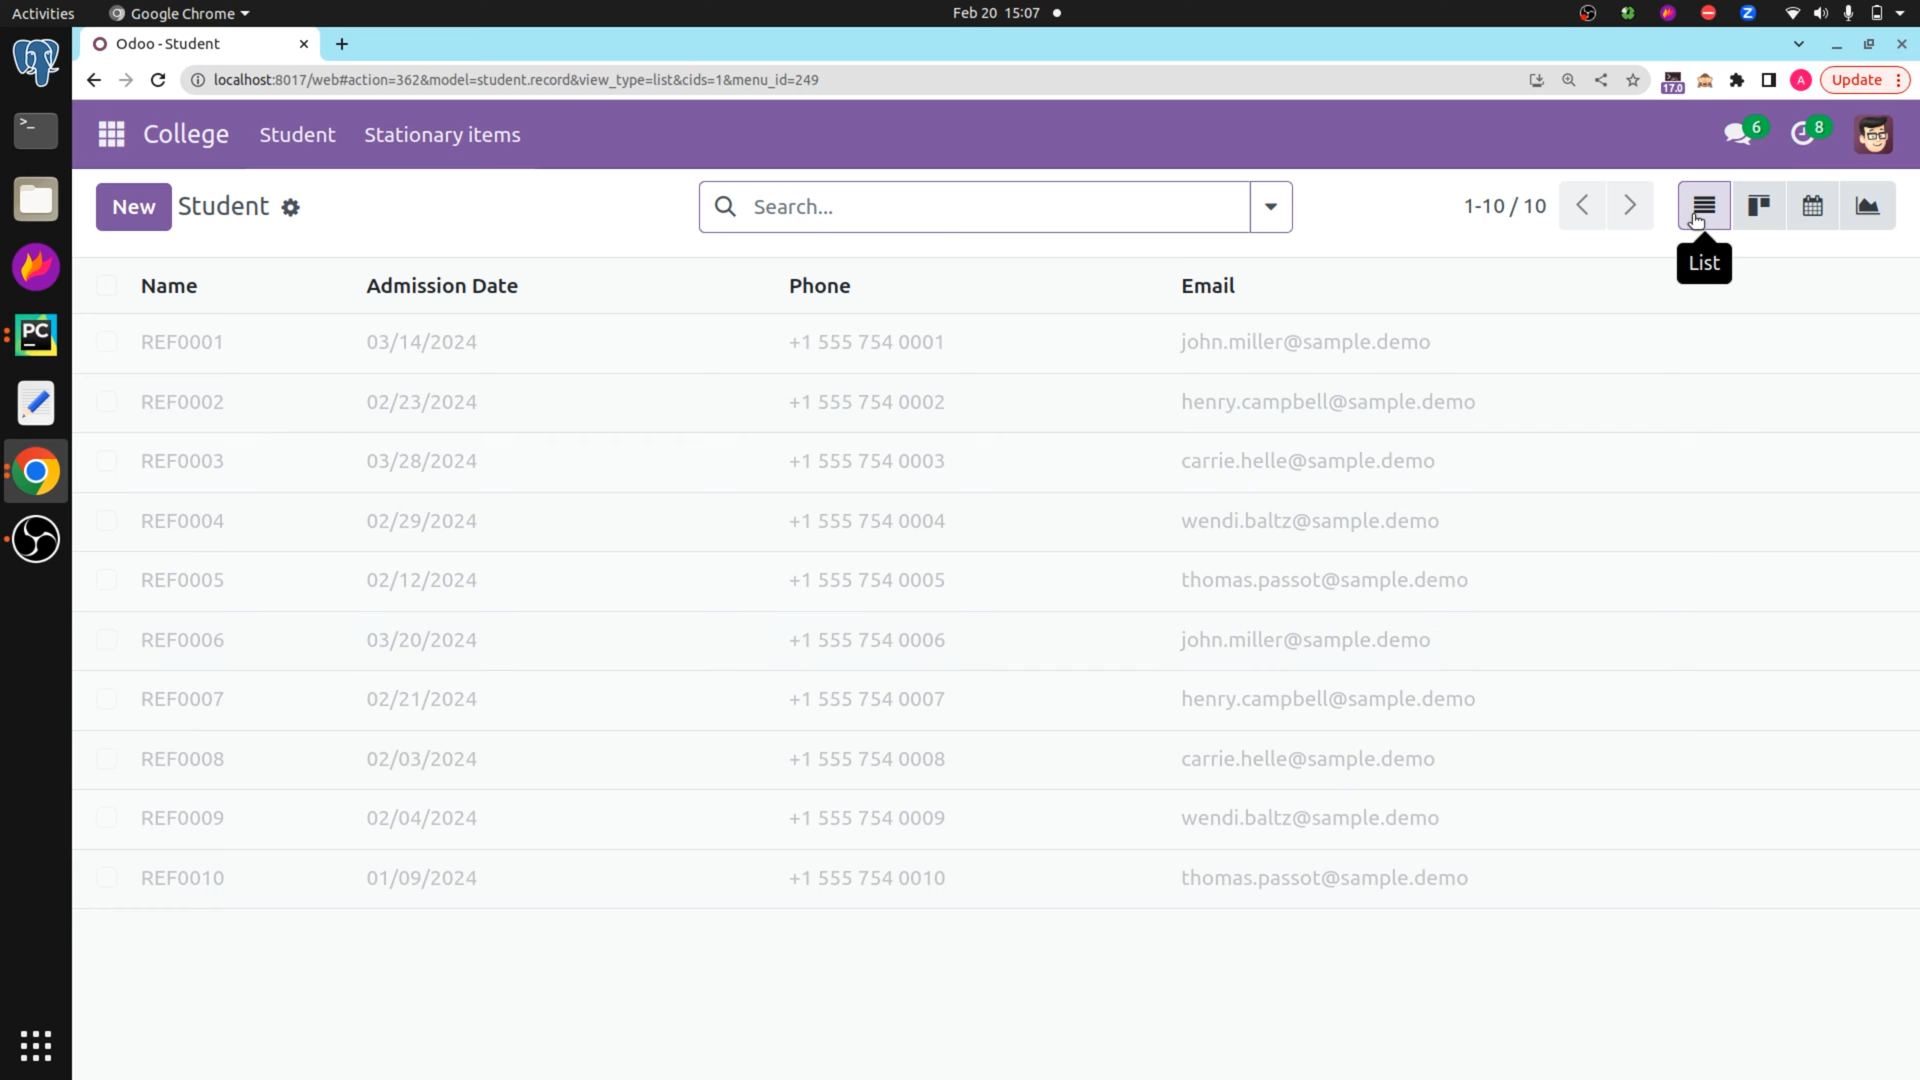 Activities Google Chrome Feb 20 15:07
Odoo - Student
localhost:8017/web#action=362&model=student.record&view_type=list&cids=1&menu_id=249 17.0 A Update
College Student Stationary items 6 8
New Student Search... 1-10 / 10
List
Name Admission Date Phone Email
REF0001 03/14/2024 +1 555 754 0001 john.miller@sample.demo
REF0002 02/23/2024 +1 555 754 0002 henry.campbell@sample.demo
REF0003 03/28/2024 +1 555 754 0003 carrie.helle@sample.demo
REF0004 02/29/2024 +1 555 754 0004 wendi.baltz@sample.demo
REF0005 02/12/2024 +1 555 754 0005 thomas.passot@sample.demo
REF0006 03/20/2024 +1 555 754 0006 john.miller@sample.demo
REF0007 02/21/2024 +1 555 754 0007 henry.campbell@sample.demo
REF0008 02/03/2024 +1 555 754 0008 carrie.helle@sample.demo
REF0009 02/04/2024 +1 555 754 0009 wendi.baltz@sample.demo
REF0010 01/09/2024 +1 555 754 0010 thomas.passot@sample.demo
PC
Z